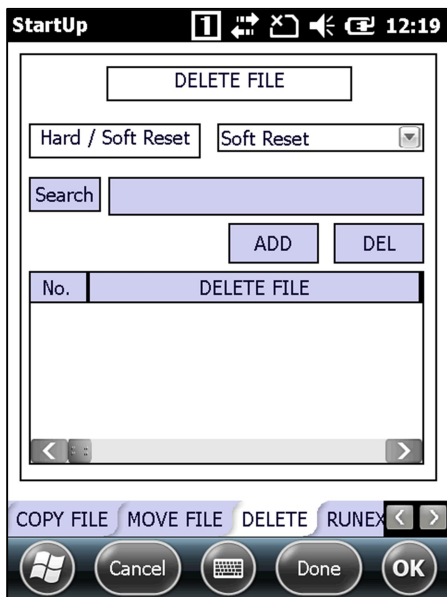 StartUp 1 12:19
DELETE FILE
Hard / Soft Reset Soft Reset
Search
ADD DEL
No. DELETE FILE
COPY FILE MOVE FILE DELETE RUNEX
Cancel Done OK